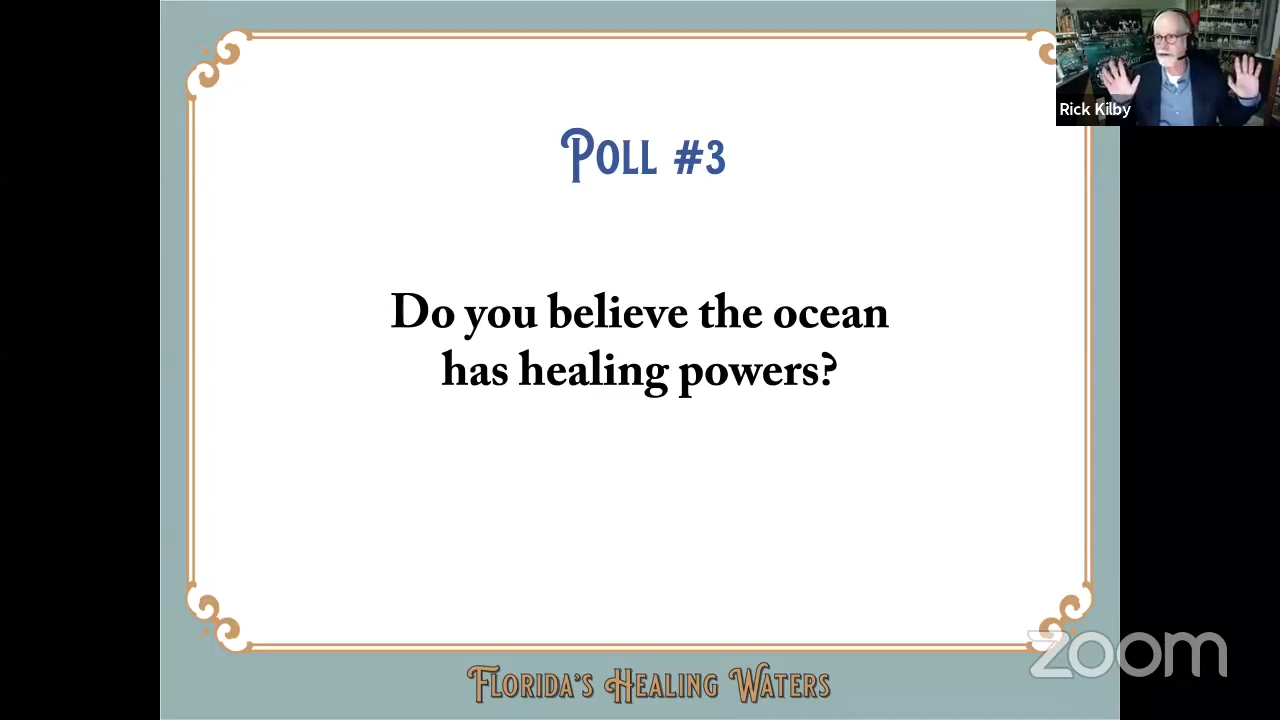 Rick Kilby
Poll #3
Do you believe the ocean
has healing powers?
Florida's Healing Waters
zoom